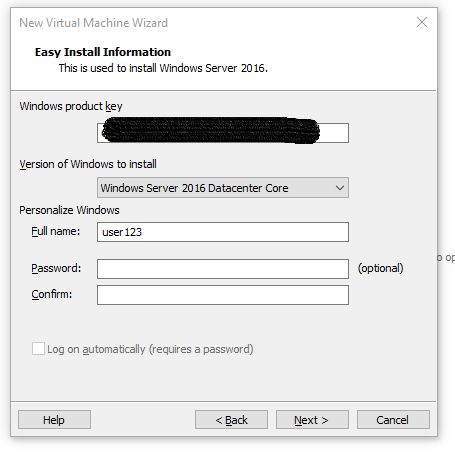 New Virtual Machine Wizard
Easy Install Information
This is used to install Windows Server 2016.
Windows product key
Version of Windows to install
Windows Server 2016 Datacenter Core
Personalize Windows
Full name: user123
Password: (optional)
Confirm:
Log on automatically (requires a password)
Help < Back Next > Cancel